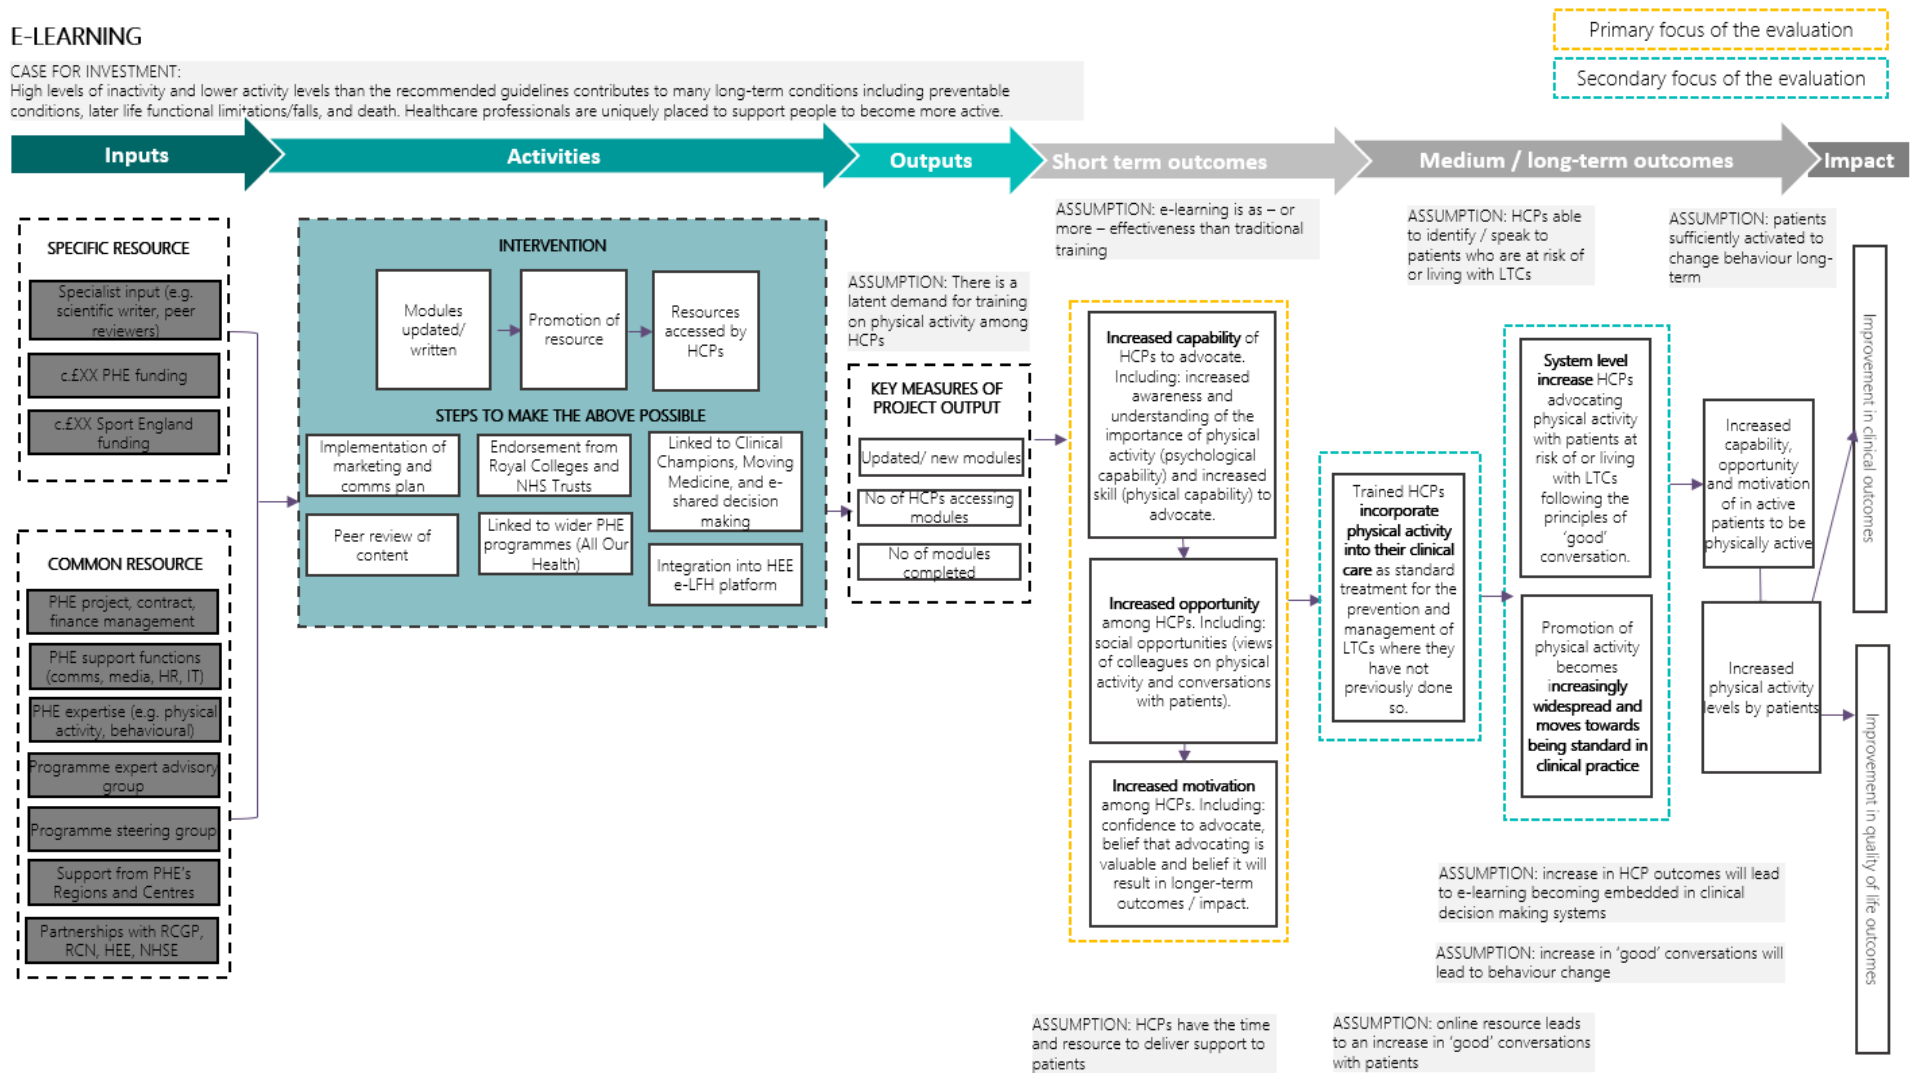 E-LEARNING
Primary focus of the evaluation
Secondary focus of the evaluation
CASE FOR INVESTMENT:
High levels of inactivity and lower activity levels than the recommended guidelines contributes to many long-term conditions including preventable
conditions, later life functional limitations/falls, and death. Healthcare professionals are uniquely placed to support people to become more active.
Inputs
Activities
Outputs
Short term outcomes
Medium / long-term outcomes
Impact
SPECIFIC RESOURCE
Specialist input (e.g.
scientific writer, peer
reviewers)
c.£XX PHE funding
c.£XX Sport England
funding
COMMON RESOURCE
PHE project, contract,
finance management
PHE support functions
(comms, media, HR, IT)
PHE expertise (e.g. physical
activity, behavioural)
Programme expert advisory
group
Programme steering group
Support from PHE's
Regions and Centres
Partnerships with RCGP,
RCN, HEE, NHSE
INTERVENTION
Modules
updated/
written
Promotion of
resource
Resources
accessed by
HCPs
STEPS TO MAKE THE ABOVE POSSIBLE
Implementation of
marketing and
comms plan
Endorsement from
Royal Colleges and
NHS Trusts
Linked to Clinical
Champions, Moving
Medicine, and e-
shared decision
making
Peer review of
content
Linked to wider PHE
programmes (All Our
Health)
Integration into HEE
e-LFH platform
ASSUMPTION: There is a
latent demand for training
on physical activity among
HCPs
KEY MEASURES OF
PROJECT OUTPUT
Updated/ new modules
No of HCPs accessing
modules
No of modules
completed
ASSUMPTION: e-learning is as – or
more – effectiveness than traditional
training
Increased capability of
HCPs to advocate.
Including: increased
awareness and
understanding of the
importance of physical
activity (psychological
capability) and increased
skill (physical capability) to
advocate.
Increased opportunity
among HCPs. Including:
social opportunities (views
of colleagues on physical
activity and conversations
with patients).
Increased motivation
among HCPs. Including:
confidence to advocate,
belief that advocating is
valuable and belief it will
result in longer-term
outcomes / impact.
ASSUMPTION: HCPs have the time
and resource to deliver support to
patients
ASSUMPTION: HCPs able
to identify / speak to
patients who are at risk of
or living with LTCs
Trained HCPs
incorporate
physical activity
into their clinical
care as standard
treatment for the
prevention and
management of
LTCs where they
have not
previously done
so.
System level
increase HCPs
advocating
physical activity
with patients at
risk of or living
with LTCs
following the
principles of
‘good’
conversation.
Promotion of
physical activity
becomes
increasingly
widespread and
moves towards
being standard in
clinical practice
ASSUMPTION: patients
sufficiently activated to
change behaviour long-
term
Increased
capability,
opportunity
and motivation
of in active
patients to be
physically active
Increased
physical activity
levels by patients
ASSUMPTION: increase in HCP outcomes will lead
to e-learning becoming embedded in clinical
decision making systems
ASSUMPTION: increase in ‘good’ conversations will
lead to behaviour change
ASSUMPTION: online resource leads
to an increase in ‘good’ conversations
with patients
Improvement in clinical outcomes
Improvement in quality of life outcomes